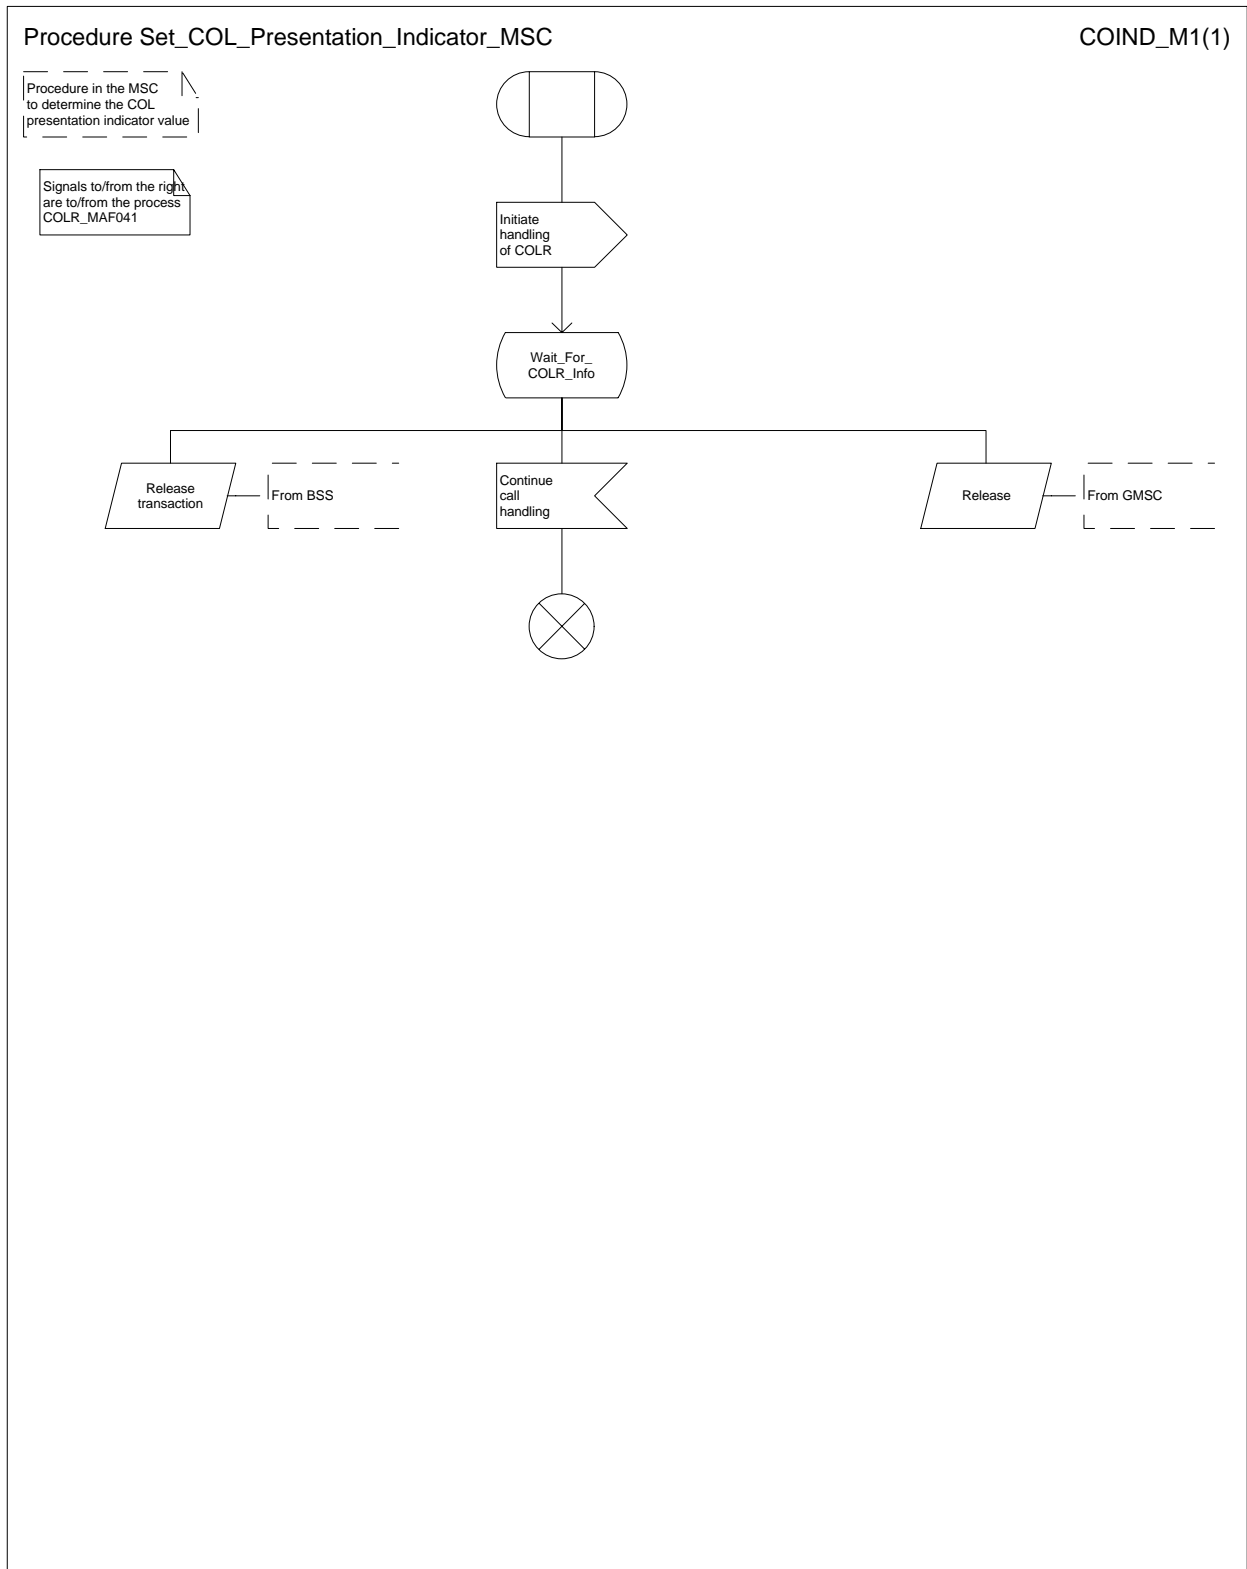 Procedure Set_COL_Presentation_Indicator_MSC
COIND_M1(1)
Procedure in the MSC
to determine the COL
presentation indicator value
Signals to/from the right
are to/from the process
COLR_MAF041
Initiate
handling
of COLR
Wait_For_
COLR_Info
Release
transaction
From BSS
Continue
call
handling
Release
From GMSC